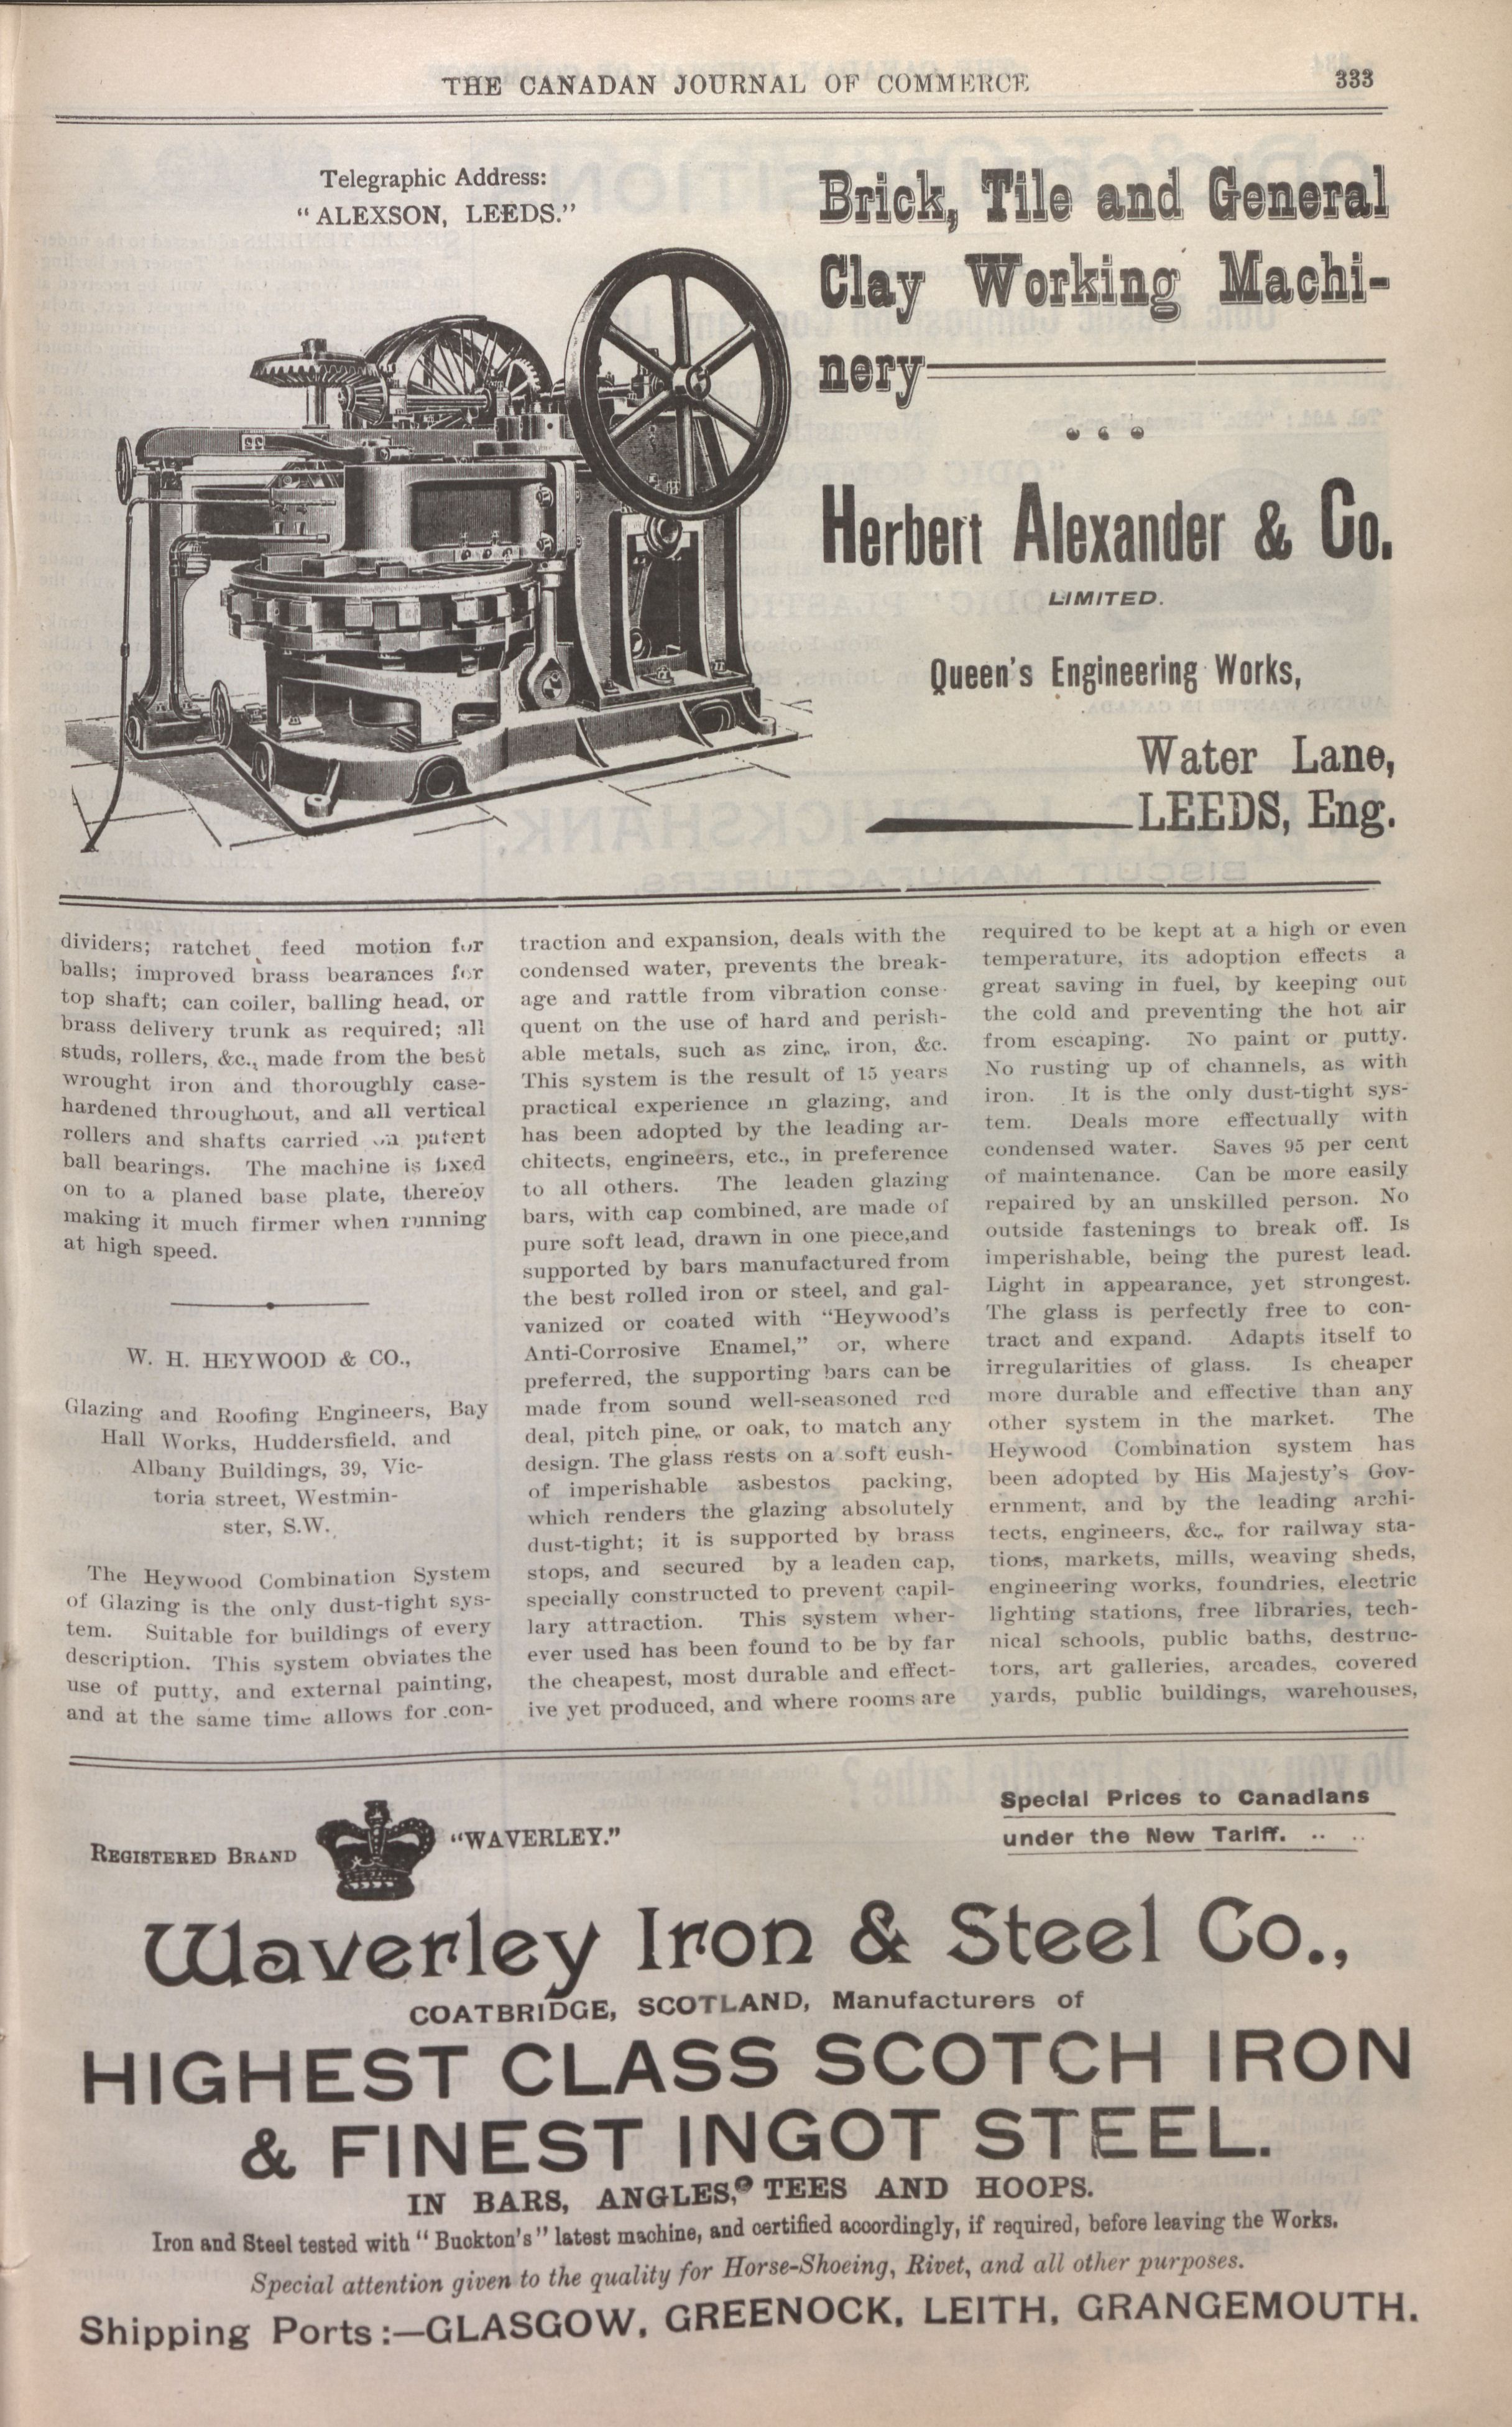 THE CANADAN JOURNAL OF COMMERCE
333
Telegraphic Address:
"ALEXSON, LEEDS."
Brick, Tile and General
Clay Working Machi-
nery
Herbert Alexander & Co.
LIMITED.
Queen's Engineering Works,
Water Lane,
LEEDS, Eng.
dividers; ratchet feed motion for
balls; improved brass bearances for
top shaft; can coiler, balling head, or
brass delivery trunk as required; all
studs, rollers, &c., made from the best
wrought iron and thoroughly case-
hardened throughout, and all vertical
rollers and shafts carried on patent
ball bearings. The machine is fixed
on to a planed base plate, thereby
making it much firmer when running
at high speed.
W. H. HEYWOOD & CO.,
Glazing and Roofing Engineers, Bay
Hall Works, Huddersfield, and
Albany Buildings, 39, Vic-
toria street, Westmin-
ster, S.W.
The Heywood Combination System
of Glazing is the only dust-tight sys-
tem. Suitable for buildings of every
description. This system obviates the
use of putty, and external painting,
and at the same time allows for con-
traction and expansion, deals with the
condensed water, prevents the break-
age and rattle from vibration conse-
quent on the use of hard and perish-
able metals, such as zinc, iron, &c.
This system is the result of 15 years
practical experience in glazing, and
has been adopted by the leading ar-
chitects, engineers, etc., in preference
to all others. The leaden glazing
bars, with cap combined, are made of
pure soft lead, drawn in one piece,and
supported by bars manufactured from
the best rolled iron or steel, and gal-
vanized or coated with "Heywood's
Anti-Corrosive Enamel," or, where
preferred, the supporting bars can be
made from sound well-seasoned red
deal, pitch pine, or oak, to match any
design. The glass rests on a soft cush-
of imperishable asbestos packing,
which renders the glazing absolutely
dust-tight; it is supported by brass
stops, and secured by a leaden cap,
specially constructed to prevent capil-
lary attraction. This system wher-
ever used has been found to be by far
the cheapest, most durable and effect-
ive yet produced, and where rooms are
required to be kept at a high or even
temperature, its adoption effects a
great saving in fuel, by keeping out
the cold and preventing the hot air
from escaping. No paint or putty.
No rusting up of channels, as with
iron. It is the only dust-tight sys-
tem. Deals more effectually with
condensed water. Saves 95 per cent
of maintenance. Can be more easily
repaired by an unskilled person. No
outside fastenings to break off. Is
imperishable, being the purest lead.
Light in appearance, yet strongest.
The glass is perfectly free to con-
tract and expand. Adapts itself to
irregularities of glass. Is cheaper
more durable and effective than any
other system in the market. The
Heywood Combination system has
been adopted by His Majesty's Gov-
ernment, and by the leading archi-
tects, engineers, &c., for railway sta-
tions, markets, mills, weaving sheds,
engineering works, foundries, electric
lighting stations, free libraries, tech-
nical schools, public baths, destruc-
tors, art galleries, arcades, covered
yards, public buildings, warehouses,
REGISTERED BRAND "WAVERLEY."
Special Prices to Canadians
under the New Tariff. .. ..
Waverley Iron & Steel Co.,
COATBRIDGE, SCOTLAND, Manufacturers of
HIGHEST CLASS SCOTCH IRON
& FINEST INGOT STEEL.
IN BARS, ANGLES, TEES AND HOOPS.
Iron and Steel tested with "Buckton's" latest machine, and certified accordingly, if required, before leaving the Works.
Special attention given to the quality for Horse-Shoeing, Rivet, and all other purposes.
Shipping Ports:—GLASGOW, GREENOCK, LEITH, GRANGEMOUTH.